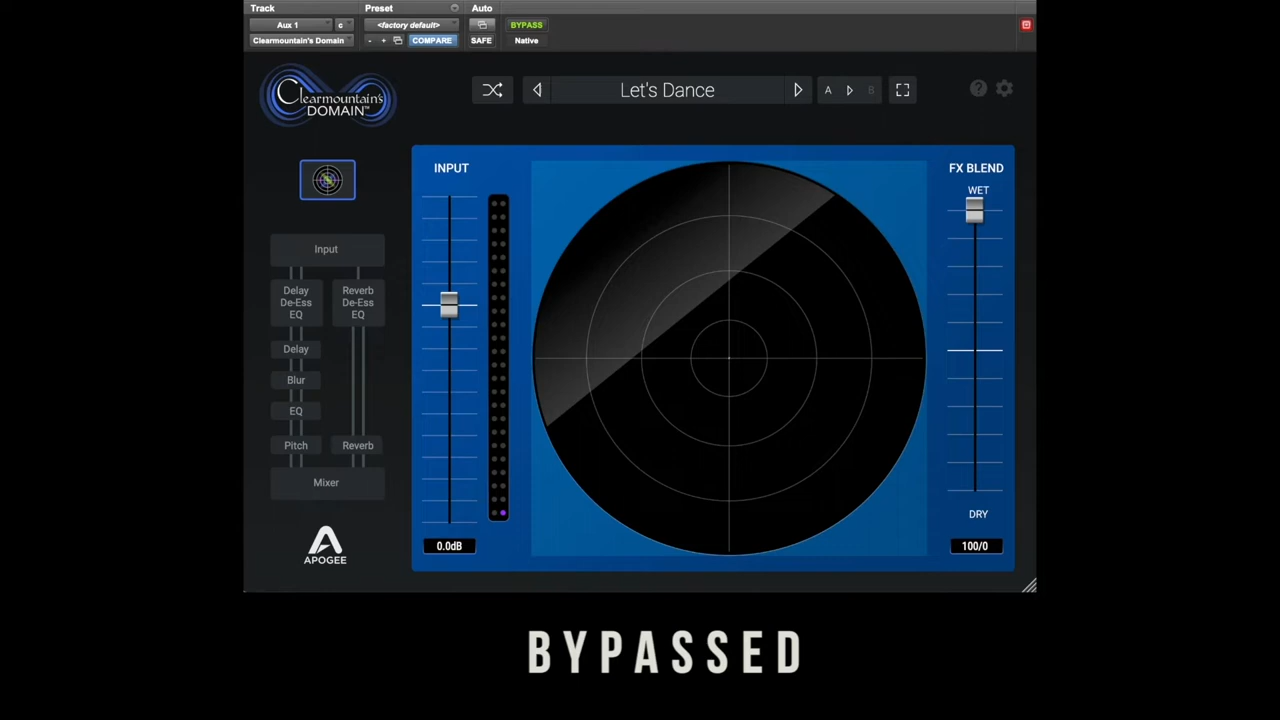 Track
Preset
Auto
Aux 1
c
<factory default>
BYPASS
Clearmountain's Domain
- +
COMPARE
SAFE
Native
Clearmountain's
DOMAIN™
Let's Dance
A
B
?
INPUT
FX BLEND
WET
Input
Delay
De-Ess
EQ
Reverb
De-Ess
EQ
Delay
Blur
EQ
Pitch
Reverb
Mixer
DRY
APOGEE
0.0dB
100/0
BYPASSED